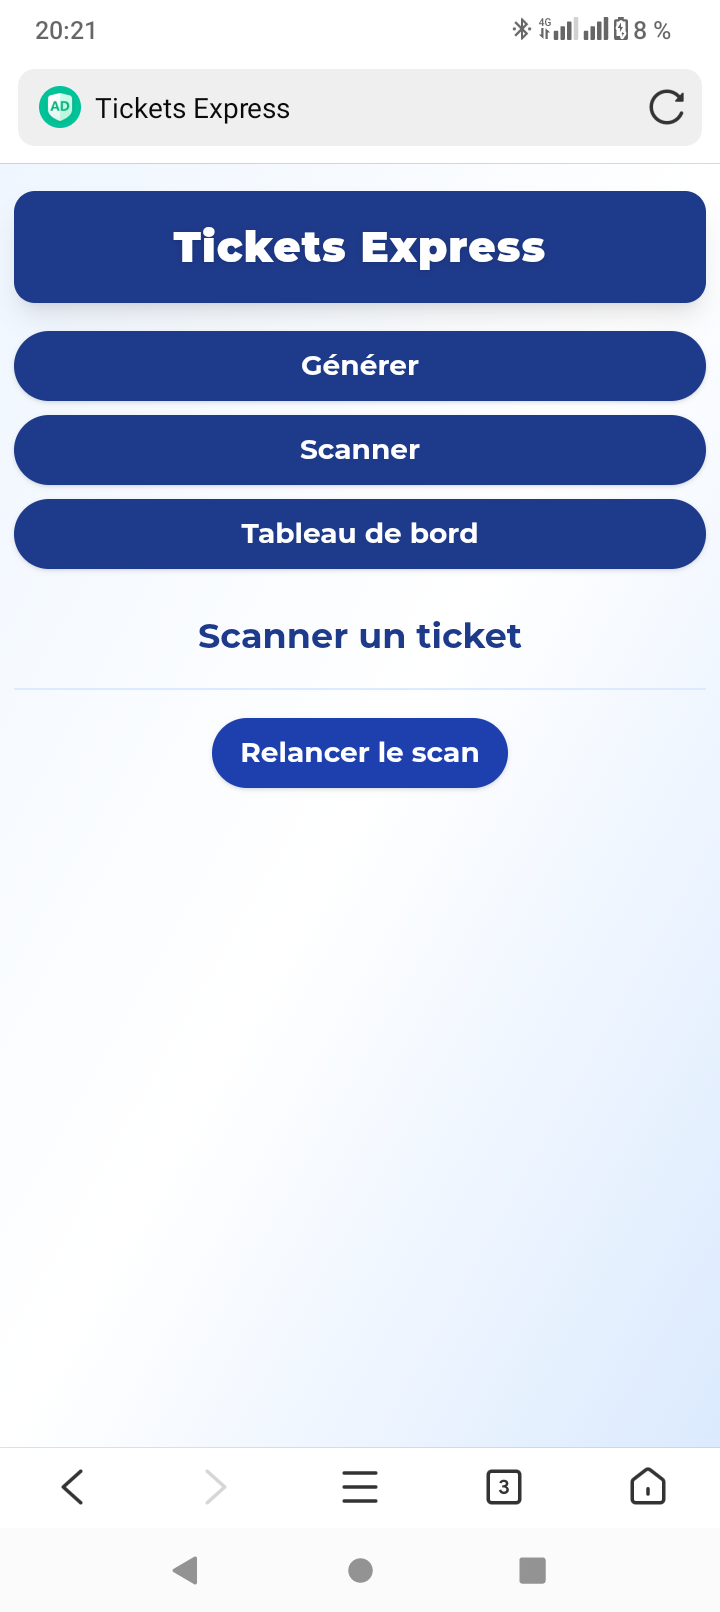 20:21
4G
8 %
AD
Tickets Express
Tickets Express
Générer
Scanner
Tableau de bord
Scanner un ticket
Relancer le scan
3